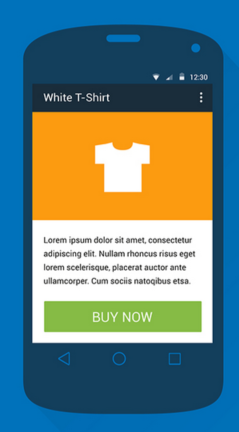 12:30
White T-Shirt
Lorem ipsum dolor sit amet, consectetur
adipiscing elit. Nullam rhoncus risus eget
lorem scelerisque, placerat auctor ante
ullamcorper. Cum sociis natoqibus etsa.
BUY NOW